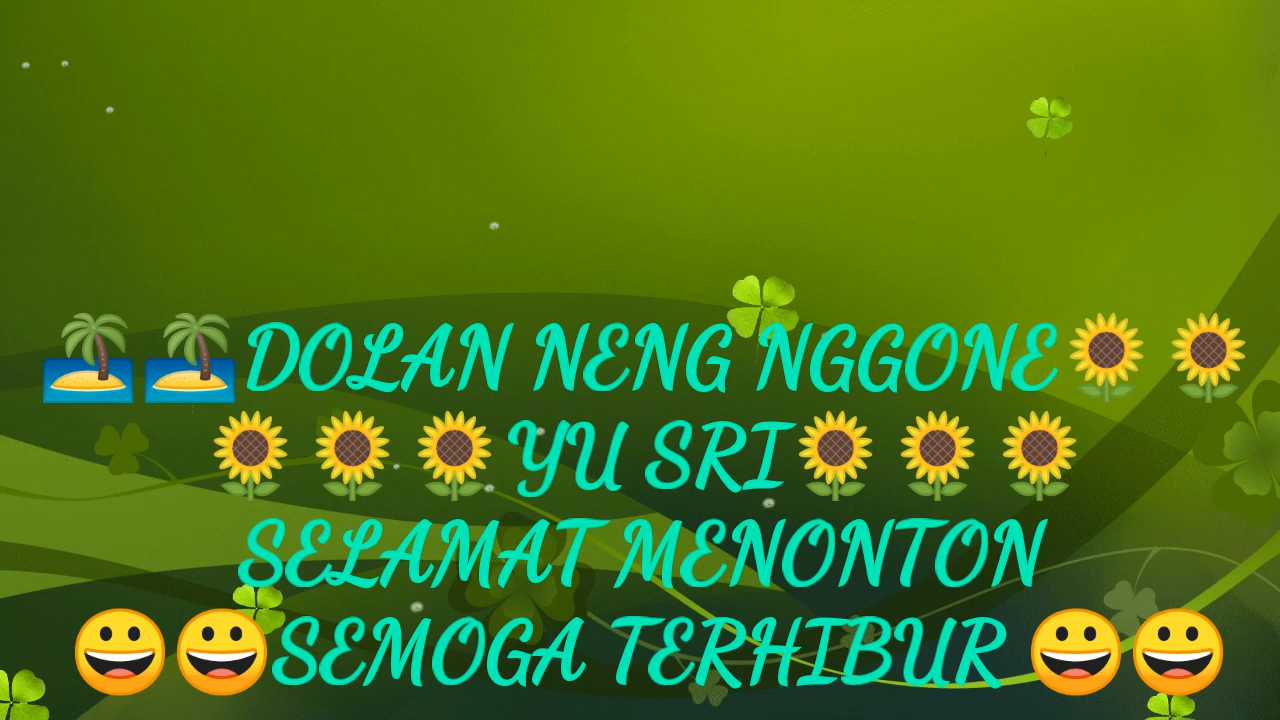 🏝🏝DOLAN NENG NGGONE🌻🌻
🌻🌻🌻YU SRI🌻🌻🌻
SELAMAT MENONTON
😀😀SEMOGA TERHIBUR 😀😀